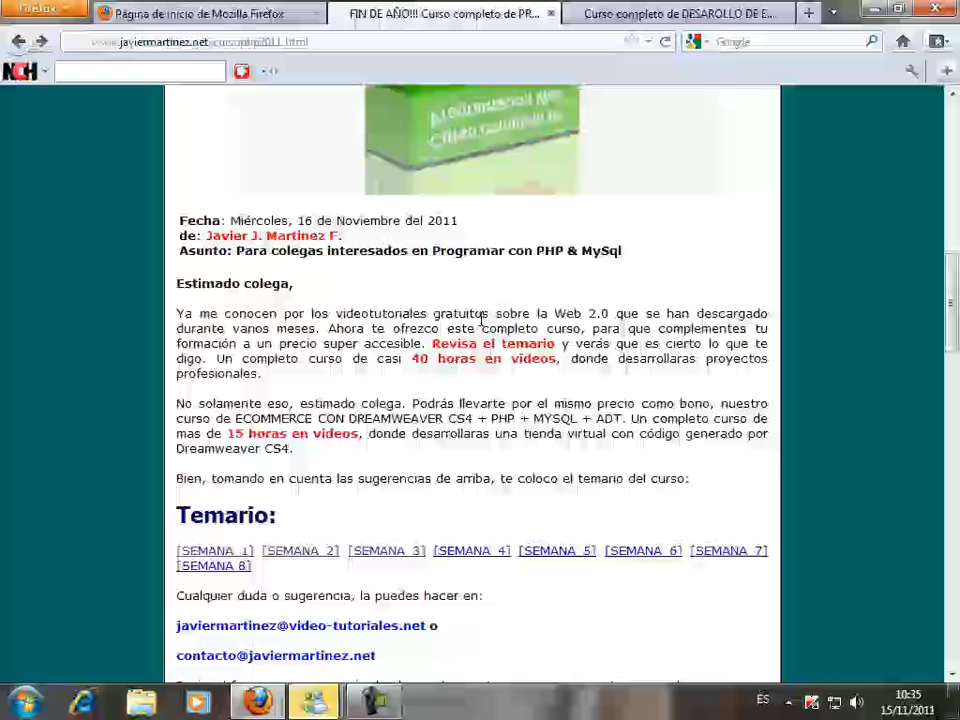 Firefox
Página de inicio de Mozilla Firefox
FIN DE AÑO!!! Curso completo de PR...
Curso completo de DESAROLLO DE E...
www.javiermartinez.net
Google
NCH
Fecha: Miércoles, 16 de Noviembre del 2011
de: Javier J. Martinez F.
Asunto: Para colegas interesados en Programar con PHP & MySql
Estimado colega,
Ya me conocen por los videotutoriales gratuitos sobre la Web 2.0 que se han descargado
durante varios meses. Ahora te ofrezco este completo curso, para que complementes tu
formación a un precio super accesible. Revisa el temario y verás que es cierto lo que te
digo. Un completo curso de casi 40 horas en videos, donde desarrollaras proyectos
profesionales.
No solamente eso, estimado colega. Podrás llevarte por el mismo precio como bono, nuestro
curso de ECOMMERCE CON DREAMWEAVER CS4 + PHP + MYSQL + ADT. Un completo curso de
mas de 15 horas en videos, donde desarrollaras una tienda virtual con código generado por
Dreamweaver CS4.
Bien, tomando en cuenta las sugerencias de arriba, te coloco el temario del curso:
Temario:
[SEMANA 1] [SEMANA 2] [SEMANA 3] [SEMANA 4] [SEMANA 5] [SEMANA 6] [SEMANA 7]
[SEMANA 8]
Cualquier duda o sugerencia, la puedes hacer en:
javiermartinez@video-tutoriales.net o
contacto@javiermartinez.net
ES
10:35
15/11/2011